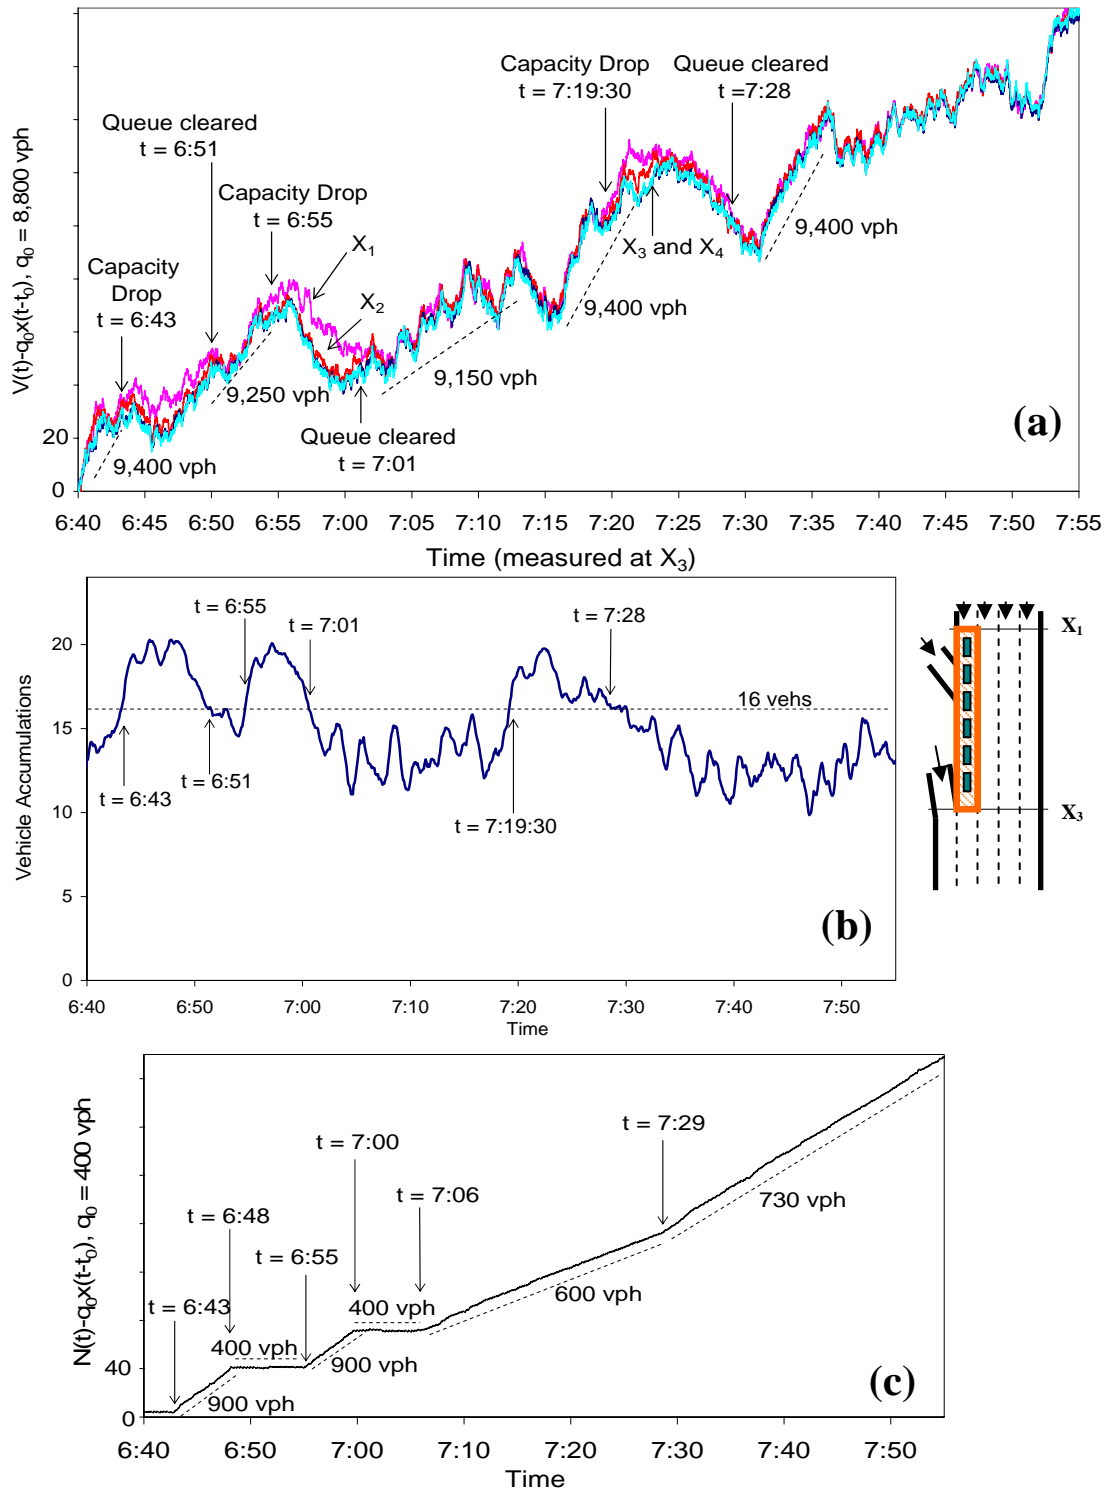 V(t)-q₀x(t-t₀), q₀ = 8,800 vph
Capacity Drop
t = 7:19:30
Queue cleared
t =7:28
Queue cleared
t = 6:51
Capacity Drop
t = 6:55
X₁
Capacity
Drop
t = 6:43
X₂
X₃ and X₄
9,400 vph
9,400 vph
9,150 vph
9,250 vph
Queue cleared
t = 7:01
9,400 vph
(a)
20
0
6:40 6:45 6:50 6:55 7:00 7:05 7:10 7:15 7:20 7:25 7:30 7:35 7:40 7:45 7:50 7:55
Time (measured at X₃)
Vehicle Accumulations
20
15
10
5
0
t = 6:55
t = 7:01
t = 7:28
16 vehs
t = 6:51
t = 6:43
t = 7:19:30
(b)
6:40 6:50 7:00 7:10 7:20 7:30 7:40 7:50
Time
X₁
X₃
N(t)-q₀x(t-t₀), q₀ = 400 vph
t = 7:00
t = 7:29
t = 7:06
t = 6:48
t = 6:55
t = 6:43
400 vph
400 vph
900 vph
900 vph
600 vph
730 vph
(c)
40
0
6:40 6:50 7:00 7:10 7:20 7:30 7:40 7:50
Time